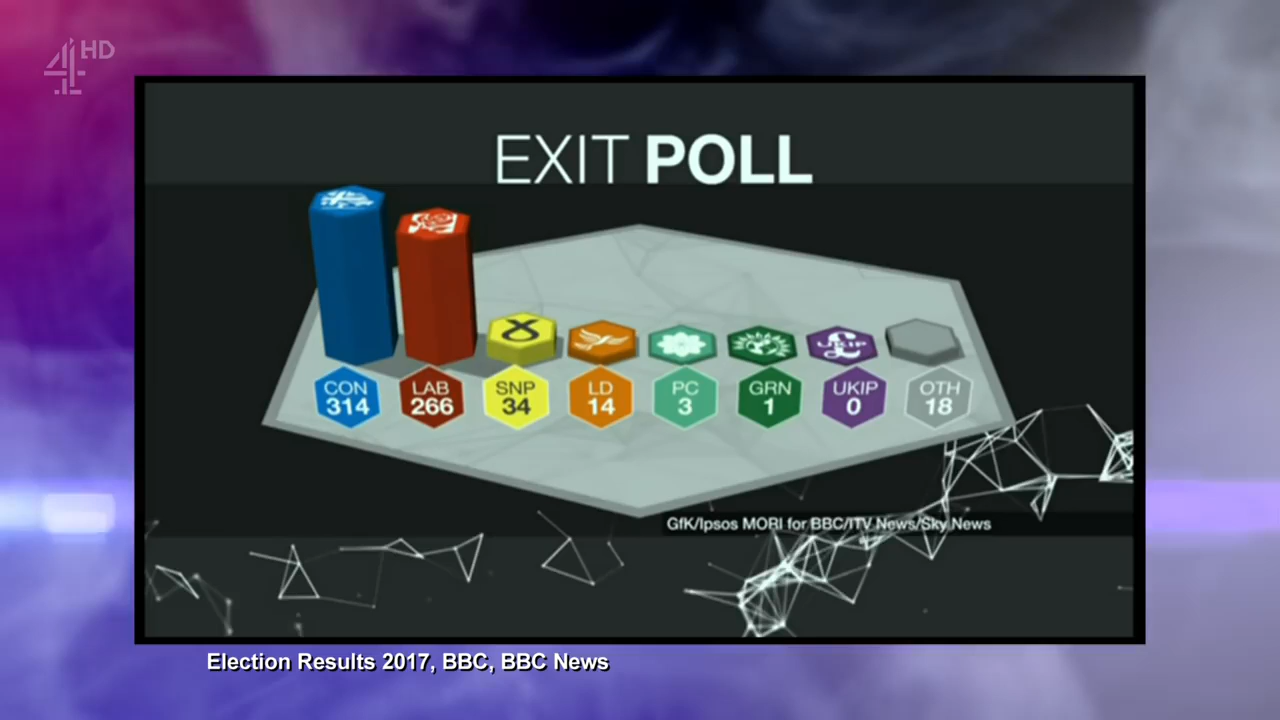 4HD
EXIT POLL
UKIP
CON LAB SNP LD PC GRN UKIP OTH
314 266 34 14 3 1 0 18
GfK/Ipsos MORI for BBC/ITV News/Sky News
Election Results 2017, BBC, BBC News